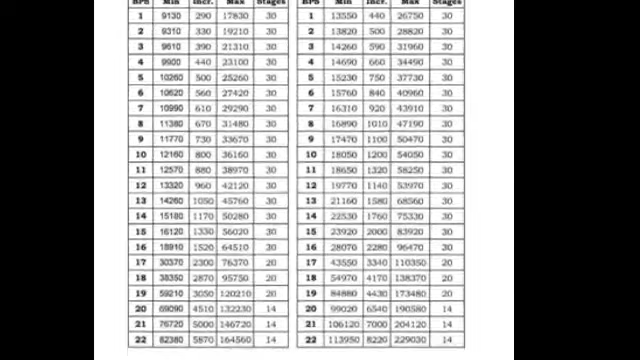 BPS Min Incr. Max Stages BPS Min Incr. Max Stages
1 9130 290 17830 30 1 13550 440 26750 30
2 9310 330 19210 30 2 13820 500 28820 30
3 9610 390 21310 30 3 14260 590 31960 30
4 9900 440 23100 30 4 14690 660 34490 30
5 10260 500 25260 30 5 15230 750 37730 30
6 10620 560 27420 30 6 15760 840 40960 30
7 10990 610 29290 30 7 16310 920 43910 30
8 11380 670 31480 30 8 16890 1010 47190 30
9 11770 730 33670 30 9 17470 1100 50470 30
10 12160 800 36160 30 10 18050 1200 54050 30
11 12570 880 38970 30 11 18650 1320 58250 30
12 13320 960 42120 30 12 19770 1140 53970 30
13 14260 1050 45760 30 13 21160 1580 68560 30
14 15180 1170 50280 30 14 22530 1760 75330 30
15 16120 1330 56020 30 15 23920 2000 83920 30
16 18910 1520 64510 30 16 28070 2280 96470 30
17 30370 2300 76370 20 17 43550 3340 110350 20
18 38350 2870 95750 20 18 54970 4170 138370 20
19 59210 3050 120210 20 19 84880 4430 173480 20
20 69090 4510 132230 14 20 99020 6540 190580 14
21 76720 5000 146720 14 21 106120 7000 204120 14
22 82380 5870 164560 14 22 113950 8220 229030 14